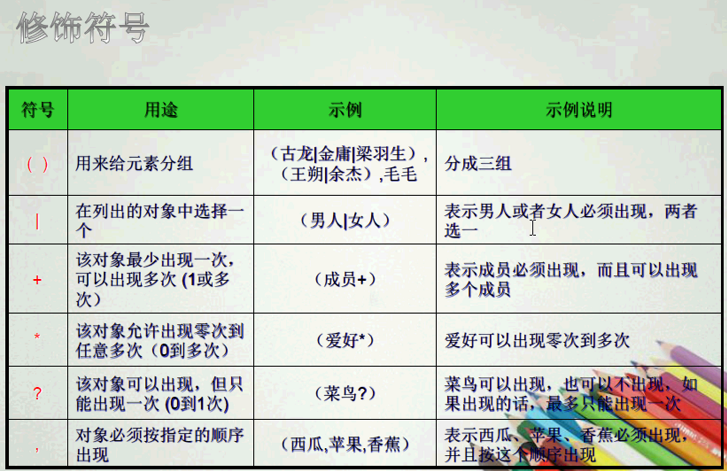 修饰符号
符号 用途 示例 示例说明
( ) 用来给元素分组 （古龙|金庸|梁羽生）,
（王朔|余杰）,毛毛 分成三组
| 在列出的对象中选择一
个 （男人|女人） 表示男人或者女人必须出现，两者
选一
+ 该对象最少出现一次，
可以出现多次 (1或多
次） （成员+） 表示成员必须出现，而且可以出现
多个成员
* 该对象允许出现零次到
任意多次（0到多次） （爱好*） 爱好可以出现零次到多次
? 该对象可以出现，但只
能出现一次 (0到1次) （菜鸟?） 菜鸟可以出现，也可以不出现，如
果出现的话，最多只能出现一次
, 对象必须按指定的顺序
出现 （西瓜,苹果,香蕉） 表示西瓜、苹果、香蕉必须出现，
并且按这个顺序出现